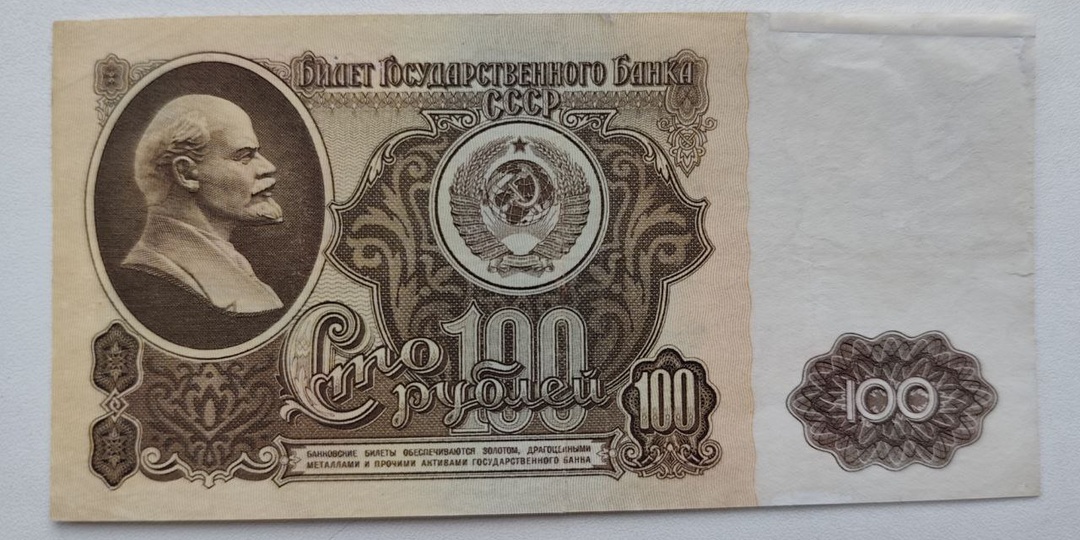 Билет Государственного Банка
СССР
Сто 100
рублей
100
100
БАНКОВСКИЕ БИЛЕТЫ ОБЕСПЕЧИВАЮТСЯ ЗОЛОТОМ, ДРАГОЦЕННЫМИ
МЕТАЛЛАМИ И ПРОЧИМИ АКТИВАМИ ГОСУДАРСТВЕННОГО БАНКА